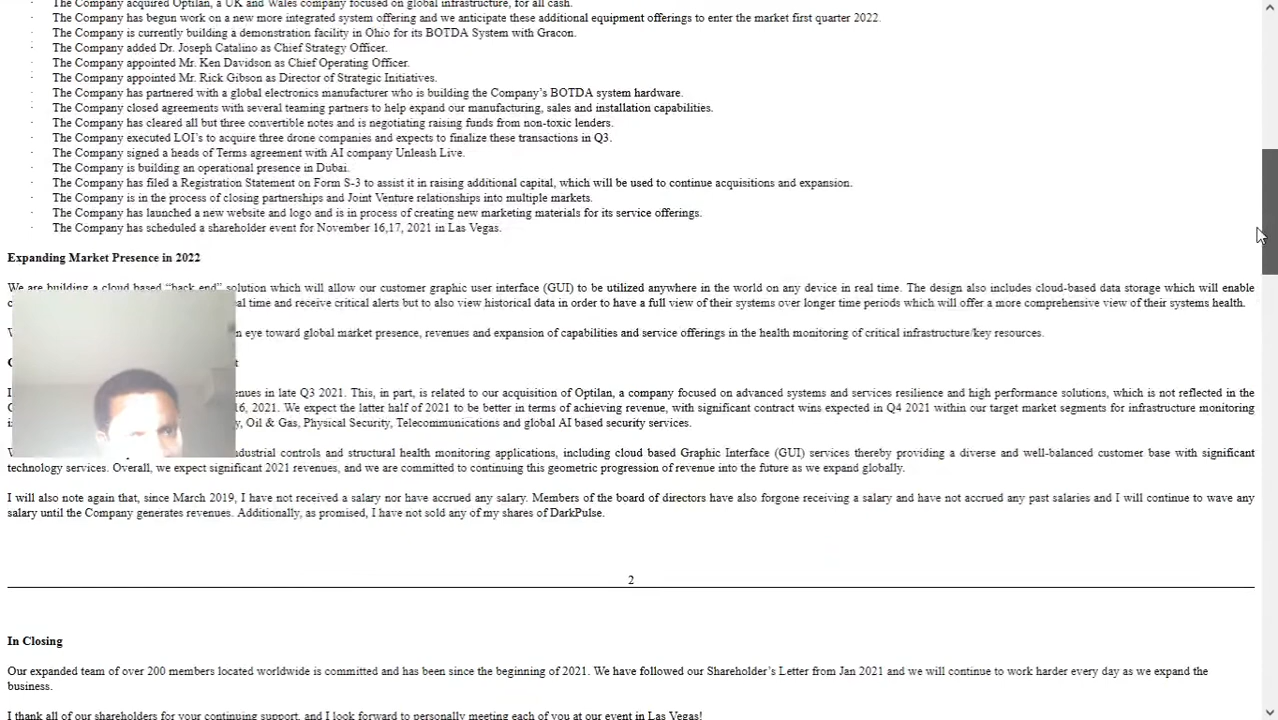 The Company acquired Optilan, a UK and Wales company focused on global infrastructure, for all cash.
· The Company has begun work on a new more integrated system offering and we anticipate these additional equipment offerings to enter the market first quarter 2022.
· The Company is currently building a demonstration facility in Ohio for its BOTDA System with Gracon.
· The Company added Dr. Joseph Catalino as Chief Strategy Officer.
· The Company appointed Mr. Ken Davidson as Chief Operating Officer.
· The Company appointed Mr. Rick Gibson as Director of Strategic Initiatives.
· The Company has partnered with a global electronics manufacturer who is building the Company's BOTDA system hardware.
· The Company closed agreements with several teaming partners to help expand our manufacturing, sales and installation capabilities.
· The Company has cleared all but three convertible notes and is negotiating raising funds from non-toxic lenders.
· The Company executed LOI's to acquire three drone companies and expects to finalize these transactions in Q3.
· The Company signed a heads of Terms agreement with AI company Unleash Live.
· The Company is building an operational presence in Dubai.
· The Company has filed a Registration Statement on Form S-3 to assist it in raising additional capital, which will be used to continue acquisitions and expansion.
· The Company is in the process of closing partnerships and Joint Venture relationships into multiple markets.
· The Company has launched a new website and logo and is in process of creating new marketing materials for its service offerings.
· The Company has scheduled a shareholder event for November 16,17, 2021 in Las Vegas.
Expanding Market Presence in 2022
We are building a cloud based “back end” solution which will allow our customer graphic user interface (GUI) to be utilized anywhere in the world on any device in real time. The design also includes cloud-based data storage which will enable
time and receive critical alerts but to also view historical data in order to have a full view of their systems over longer time periods which will offer a more comprehensive view of their systems health.
eye toward global market presence, revenues and expansion of capabilities and service offerings in the health monitoring of critical infrastructure/key resources.
in late Q3 2021. This, in part, is related to our acquisition of Optilan, a company focused on advanced systems and services resilience and high performance solutions, which is not reflected in the
16, 2021. We expect the latter half of 2021 to be better in terms of achieving revenue, with significant contract wins expected in Q4 2021 within our target market segments for infrastructure monitoring
Oil & Gas, Physical Security, Telecommunications and global AI based security services.
controls and structural health monitoring applications, including cloud based Graphic Interface (GUI) services thereby providing a diverse and well-balanced customer base with significant
technology services. Overall, we expect significant 2021 revenues, and we are committed to continuing this geometric progression of revenue into the future as we expand globally.
I will also note again that, since March 2019, I have not received a salary nor have accrued any salary. Members of the board of directors have also forgone receiving a salary and have not accrued any past salaries and I will continue to wave any
salary until the Company generates revenues. Additionally, as promised, I have not sold any of my shares of DarkPulse.
2
In Closing
Our expanded team of over 200 members located worldwide is committed and has been since the beginning of 2021. We have followed our Shareholder's Letter from Jan 2021 and we will continue to work harder every day as we expand the
business.
I thank all of our shareholders for your continuing support, and I look forward to personally meeting each of you at our event in Las Vegas!